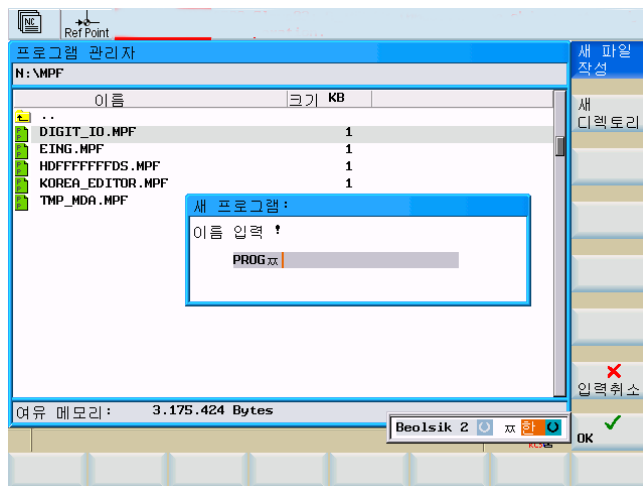 NC
Ref Point
프로그램 관리자
N:\MPF
이름 크기 KB
..
DIGIT_IO.MPF 1
EING.MPF 1
HDFFFFFFDS.MPF 1
KOREA_EDITOR.MPF 1
TMP_MDA.MPF
새 프로그램:
이름 입력 !
PROGㅉ
여유 메모리: 3.175.424 Bytes
Beolsik 2 ㅉ 한
새 파일
작성
새
디렉토리
입력취소
OK